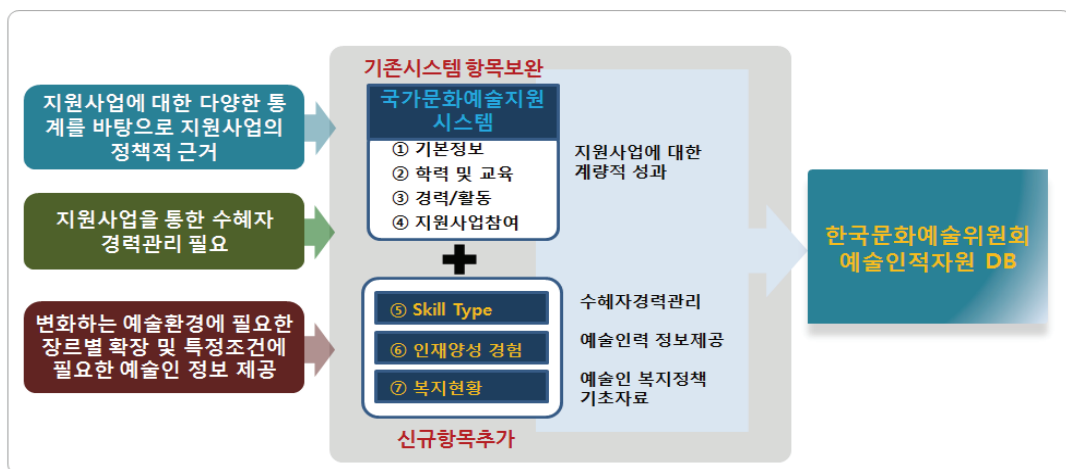 지원사업에 대한 다양한 통
계를 바탕으로 지원사업의
정책적 근거
지원사업을 통한 수혜자
경력관리 필요
변화하는 예술환경에 필요한
장르별 확장 및 특정조건에
필요한 예술인 정보 제공
기존시스템 항목보완
국가문화예술지원
시스템
① 기본정보
② 학력 및 교육
③ 경력/활동
④ 지원사업참여
+
⑤ Skill Type
⑥ 인재양성 경험
⑦ 복지현황
신규항목추가
지원사업에 대한
계량적 성과
수혜자경력관리
예술인력 정보제공
예술인 복지정책
기초자료
한국문화예술위원회
예술인적자원 DB